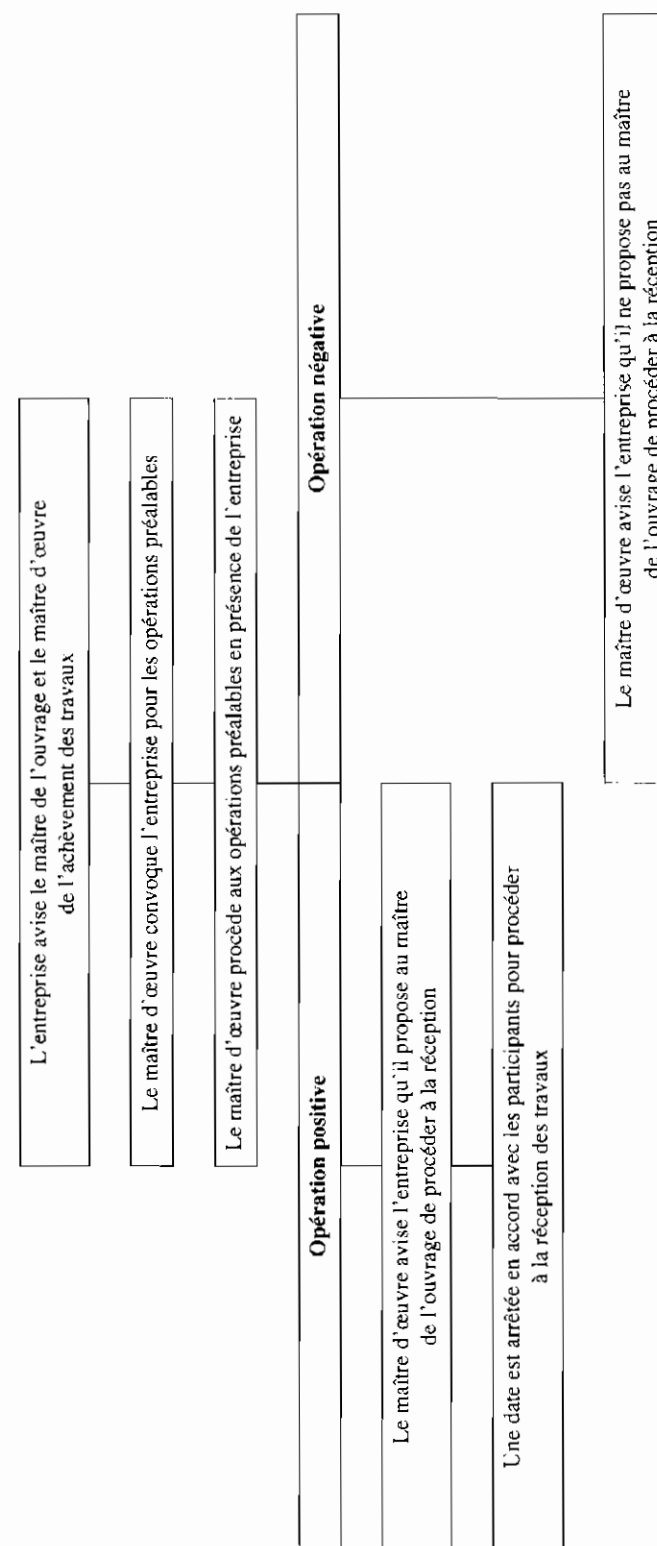 L'entreprise avise le maître de l'ouvrage et le maître d'œuvre
de l'achèvement des travaux
Le maître d'œuvre convoque l'entreprise pour les opérations préalables
Le maître d'œuvre procède aux opérations préalables en présence de l'entreprise
Opération positive
Opération négative
Le maître d'œuvre avise l'entreprise qu'il propose au maître
de l'ouvrage de procéder à la réception
Une date est arrêtée en accord avec les participants pour procéder
à la réception des travaux
Le maître d'œuvre avise l'entreprise qu'il ne propose pas au maître
de l'ouvrage de procéder à la réception